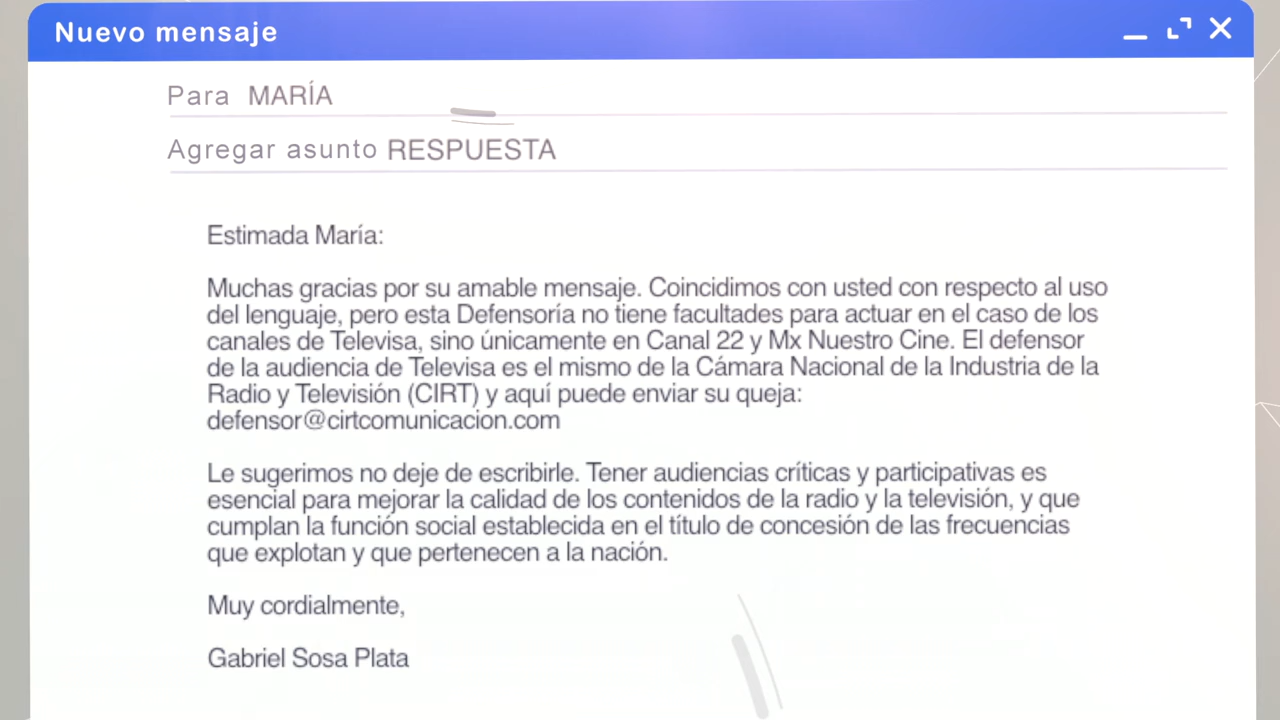 Nuevo mensaje
Para MARÍA
Agregar asunto RESPUESTA
Estimada María:
Muchas gracias por su amable mensaje. Coincidimos con usted con respecto al uso
del lenguaje, pero esta Defensoría no tiene facultades para actuar en el caso de los
canales de Televisa, sino únicamente en Canal 22 y Mx Nuestro Cine. El defensor
de la audiencia de Televisa es el mismo de la Cámara Nacional de la Industria de la
Radio y Televisión (CIRT) y aquí puede enviar su queja:
defensor@cirtcomunicacion.com
Le sugerimos no deje de escribirle. Tener audiencias críticas y participativas es
esencial para mejorar la calidad de los contenidos de la radio y la televisión, y que
cumplan la función social establecida en el título de concesión de las frecuencias
que explotan y que pertenecen a la nación.
Muy cordialmente,
Gabriel Sosa Plata